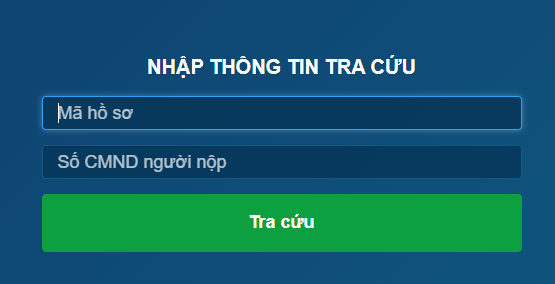 NHẬP THÔNG TIN TRA CỨU
Mã hồ sơ
Số CMND người nộp
Tra cứu